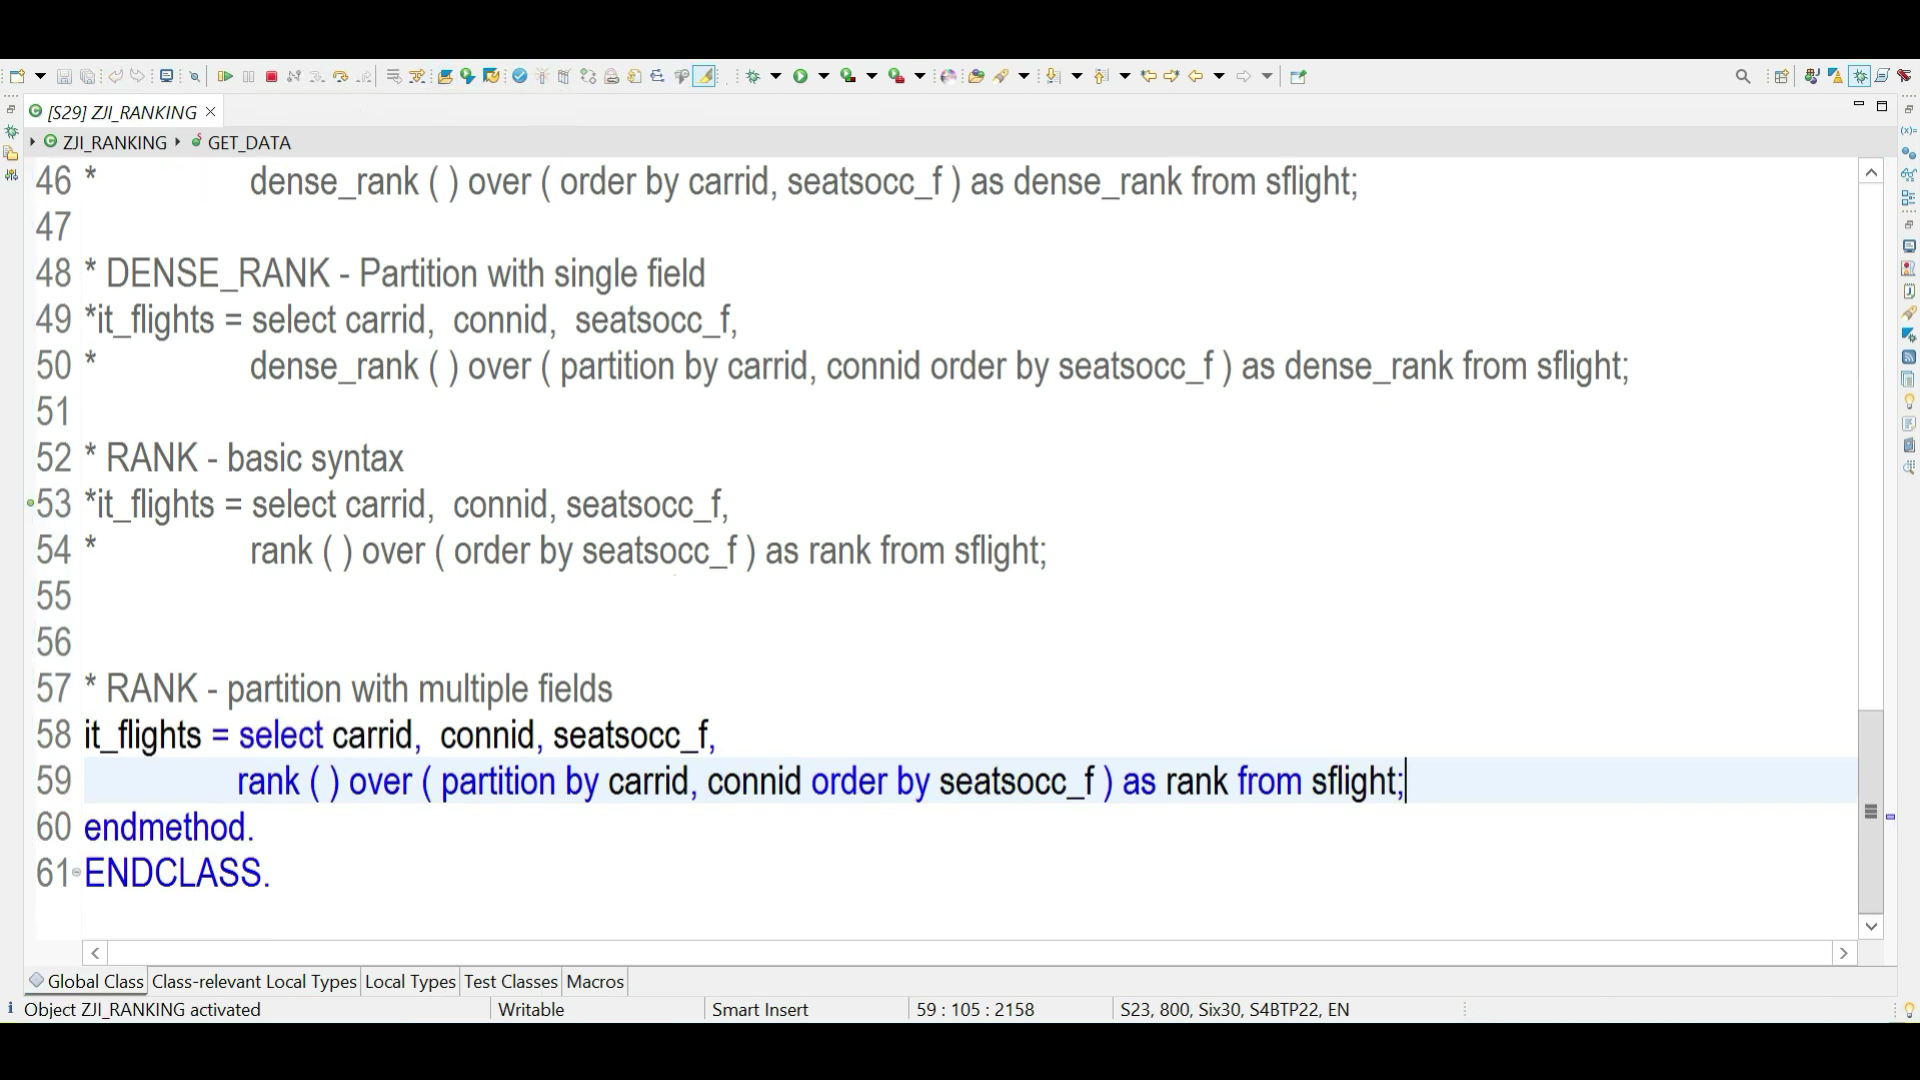 [S29] ZJI_RANKING
ZJI_RANKING GET_DATA
46 * dense_rank ( ) over ( order by carrid, seatsocc_f ) as dense_rank from sflight;
47
48 * DENSE_RANK - Partition with single field
49 *it_flights = select carrid, connid, seatsocc_f,
50 * dense_rank ( ) over ( partition by carrid, connid order by seatsocc_f ) as dense_rank from sflight;
51
52 * RANK - basic syntax
53 *it_flights = select carrid, connid, seatsocc_f,
54 * rank ( ) over ( order by seatsocc_f ) as rank from sflight;
55
56
57 * RANK - partition with multiple fields
58 it_flights = select carrid, connid, seatsocc_f,
59 rank ( ) over ( partition by carrid, connid order by seatsocc_f ) as rank from sflight;
60 endmethod.
61 ENDCLASS.
Global Class Class-relevant Local Types Local Types Test Classes Macros
Object ZJI_RANKING activated Writable Smart Insert 59 : 105 : 2158 S23, 800, Six30, S4BTP22, EN